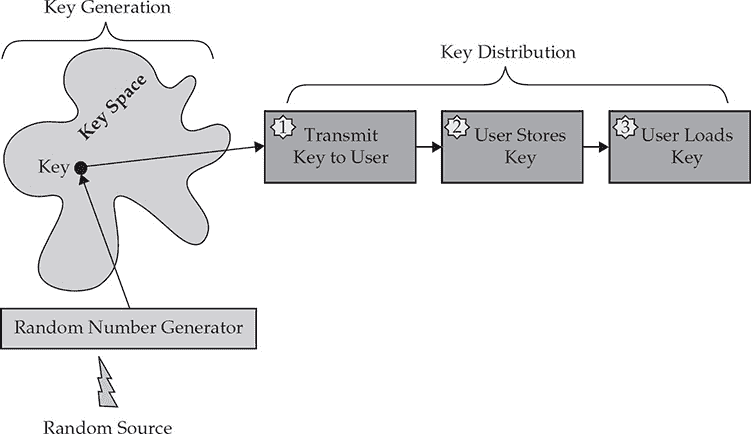 Key Generation
Key Distribution
Key Space
Key
1
Transmit
Key to User
2
User Stores
Key
3
User Loads
Key
Random Number Generator
Random Source